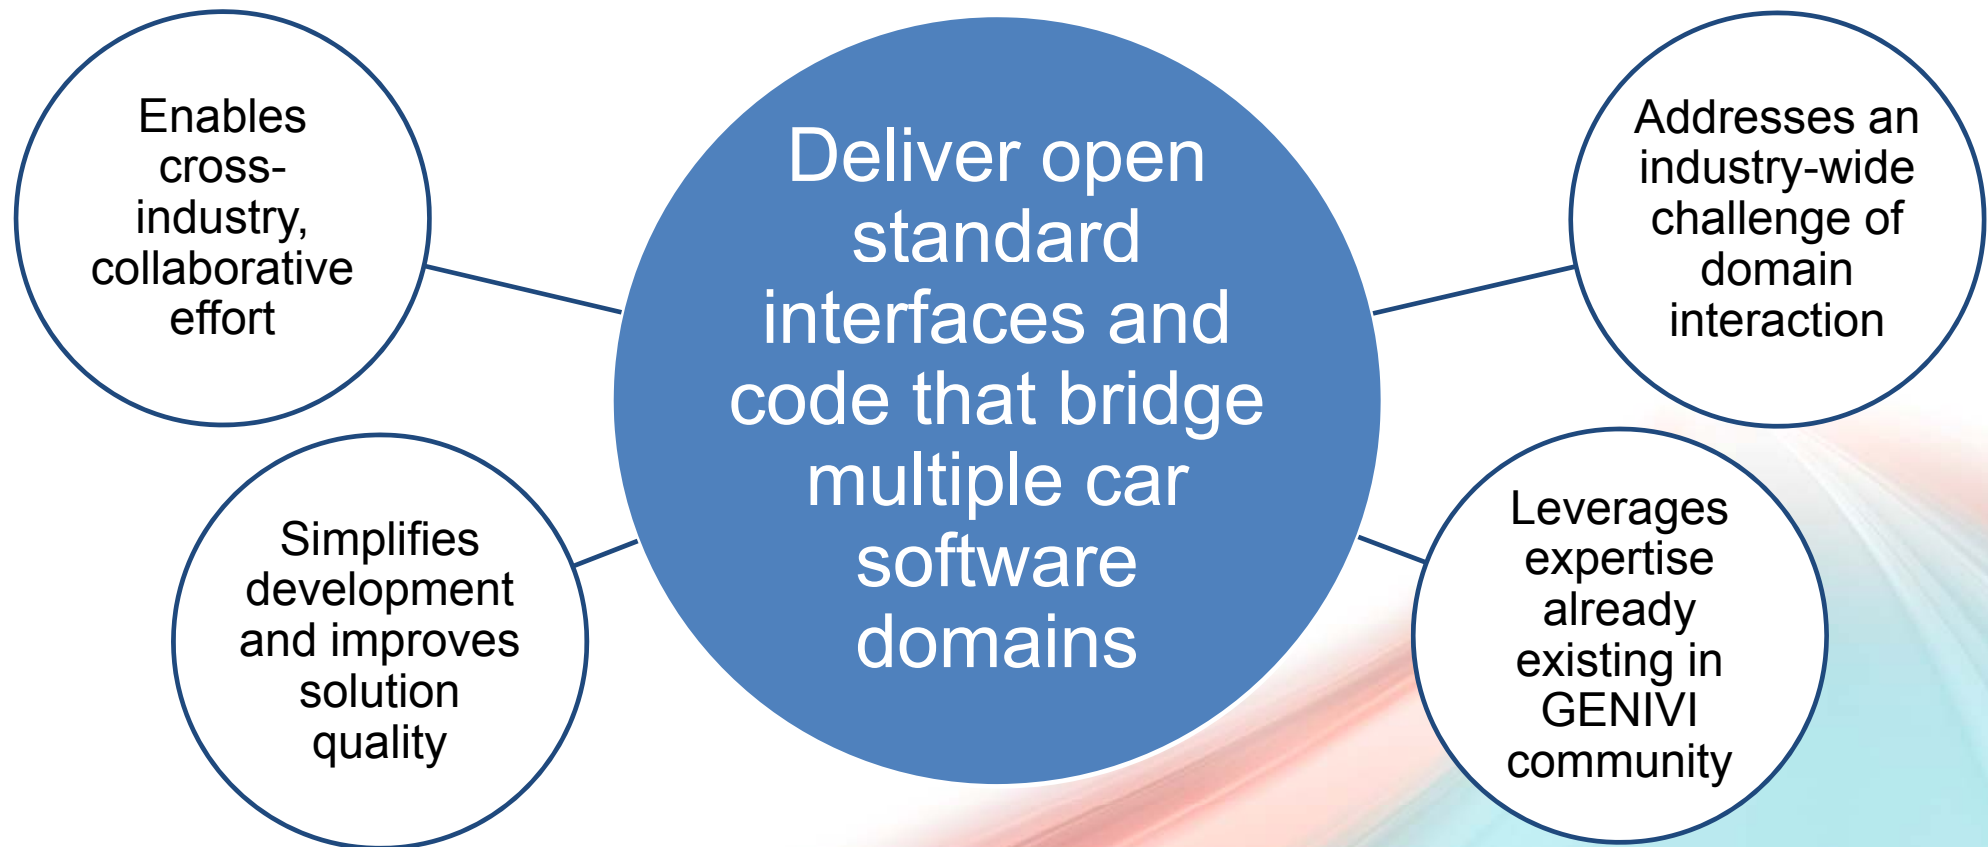 Enables
cross-
industry,
collaborative
effort
Simplifies
development
and improves
solution
quality
Deliver open
standard
interfaces and
code that bridge
multiple car
software
domains
Addresses an
industry-wide
challenge of
domain
interaction
Leverages
expertise
already
existing in
GENIVI
community